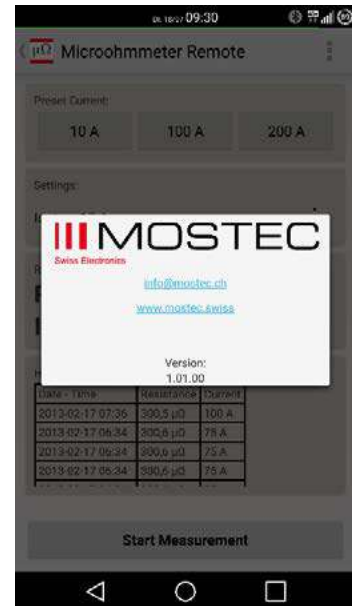 09:30
µΩ Microohmmeter Remote
Preset Current:
10 A 100 A 200 A
Settings:
MOSTEC
Swiss Electronics
info@mostec.ch
www.mostec.swiss
Version:
1.01.00
Date - Time Resistance Current
2013-02-17 07:36 300,5 µΩ 100 A
2013-02-17 06:34 300,6 µΩ 75 A
2013-02-17 06:34 300,6 µΩ 75 A
2013-02-17 06:34 300,6 µΩ 75 A
Start Measurement